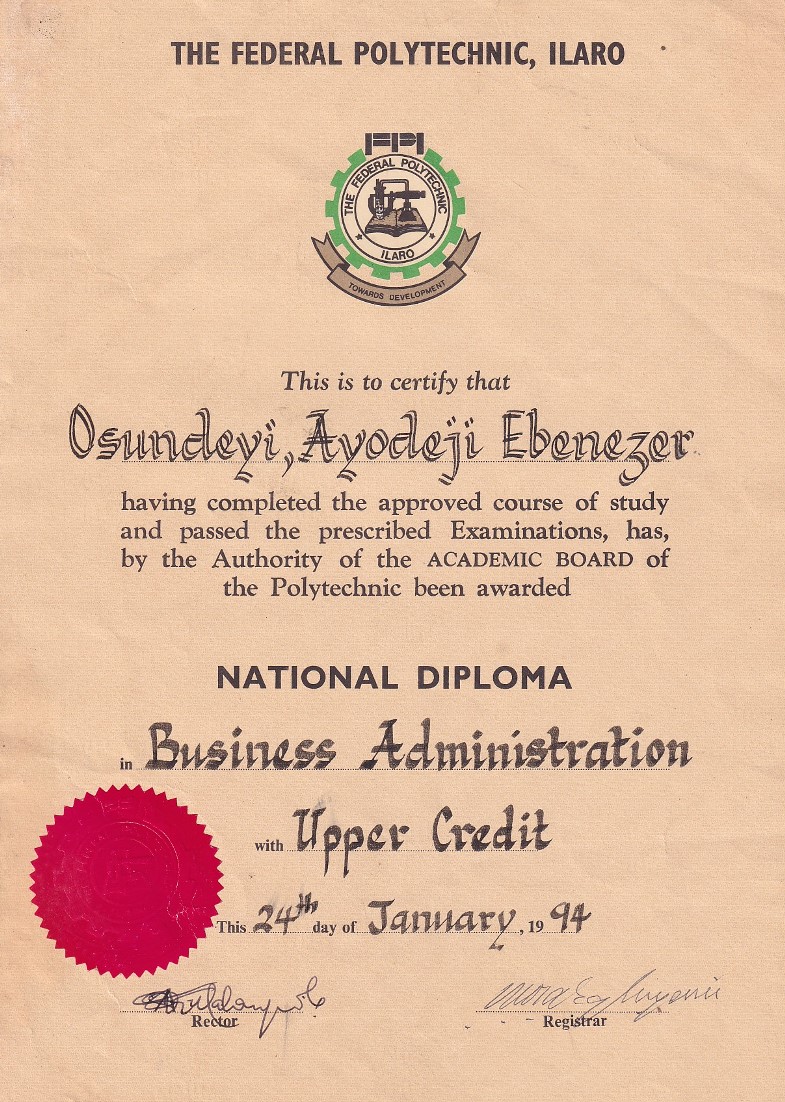 THE FEDERAL POLYTECHNIC, ILARO
FPI
THE FEDERAL POLYTECHNIC
ILARO
TOWARDS DEVELOPMENT
This is to certify that
Osundeyi, Ayodeji Ebenezer
having completed the approved course of study
and passed the prescribed Examinations, has,
by the Authority of the ACADEMIC BOARD of
the Polytechnic been awarded
NATIONAL DIPLOMA
in Business Administration
with Upper Credit
This 24th day of January, 19 94
Rector Registrar